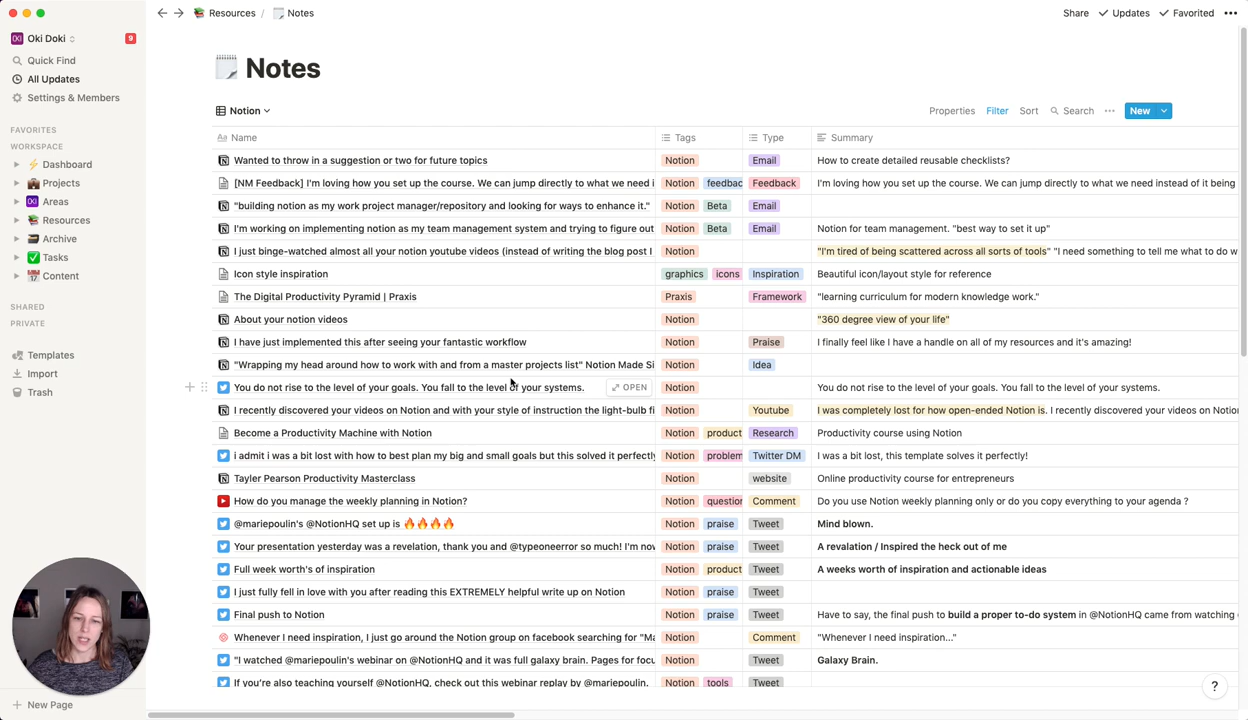 Resources / Notes
Share Updates Favorited
Oki Doki 9
Quick Find
All Updates
Settings & Members
FAVORITES
WORKSPACE
Dashboard
Projects
Areas
Resources
Archive
Tasks
Content
SHARED
PRIVATE
Templates
Import
Trash
New Page
Notes
Notion Properties Filter Sort Search New
Aa Name Tags Type Summary
Wanted to throw in a suggestion or two for future topics Notion Email How to create detailed reusable checklists?
[NM Feedback] I'm loving how you set up the course. We can jump directly to what we need i Notion feedbac Feedback I'm loving how you set up the course. We can jump directly to what we need instead of it being
"building notion as my work project manager/repository and looking for ways to enhance it." Notion Beta Email
I'm working on implementing notion as my team management system and trying to figure out Notion Beta Email Notion for team management. "best way to set it up"
I just binge-watched almost all your notion youtube videos (instead of writing the blog post I Notion "I'm tired of being scattered across all sorts of tools" "I need something to tell me what to do w
Icon style inspiration graphics icons Inspiration Beautiful icon/layout style for reference
The Digital Productivity Pyramid | Praxis Praxis Framework "learning curriculum for modern knowledge work."
About your notion videos Notion "360 degree view of your life"
I have just implemented this after seeing your fantastic workflow Notion Praise I finally feel like I have a handle on all of my resources and it's amazing!
"Wrapping my head around how to work with and from a master projects list" Notion Made Si Notion Idea
You do not rise to the level of your goals. You fall to the level of your systems. OPEN Notion You do not rise to the level of your goals. You fall to the level of your systems.
I recently discovered your videos on Notion and with your style of instruction the light-bulb fi Notion Youtube I was completely lost for how open-ended Notion is. I recently discovered your videos on Notion
Become a Productivity Machine with Notion Notion product Research Productivity course using Notion
i admit i was a bit lost with how to best plan my big and small goals but this solved it perfectly Notion problem Twitter DM I was a bit lost, this template solves it perfectly!
Tayler Pearson Productivity Masterclass Notion website Online productivity course for entrepreneurs
How do you manage the weekly planning in Notion? Notion question Comment Do you use Notion weekly planning only or do you copy everything to your agenda ?
@mariepoulin's @NotionHQ set up is 🔥🔥🔥🔥 Notion praise Tweet Mind blown.
Your presentation yesterday was a revelation, thank you and @typeoneerror so much! I'm now Notion praise Tweet A revalation / Inspired the heck out of me
Full week worth's of inspiration Notion product Tweet A weeks worth of inspiration and actionable ideas
I just fully fell in love with you after reading this EXTREMELY helpful write up on Notion Notion praise Tweet
Final push to Notion Notion praise Tweet Have to say, the final push to build a proper to-do system in @NotionHQ came from watching
Whenever I need inspiration, I just go around the Notion group on facebook searching for "Ma Notion Comment "Whenever I need inspiration..."
"I watched @mariepoulin's webinar on @NotionHQ and it was full galaxy brain. Pages for focu Notion Tweet Galaxy Brain.
If you're also teaching yourself @NotionHQ, check out this webinar replay by @mariepoulin. Notion tools Tweet
?